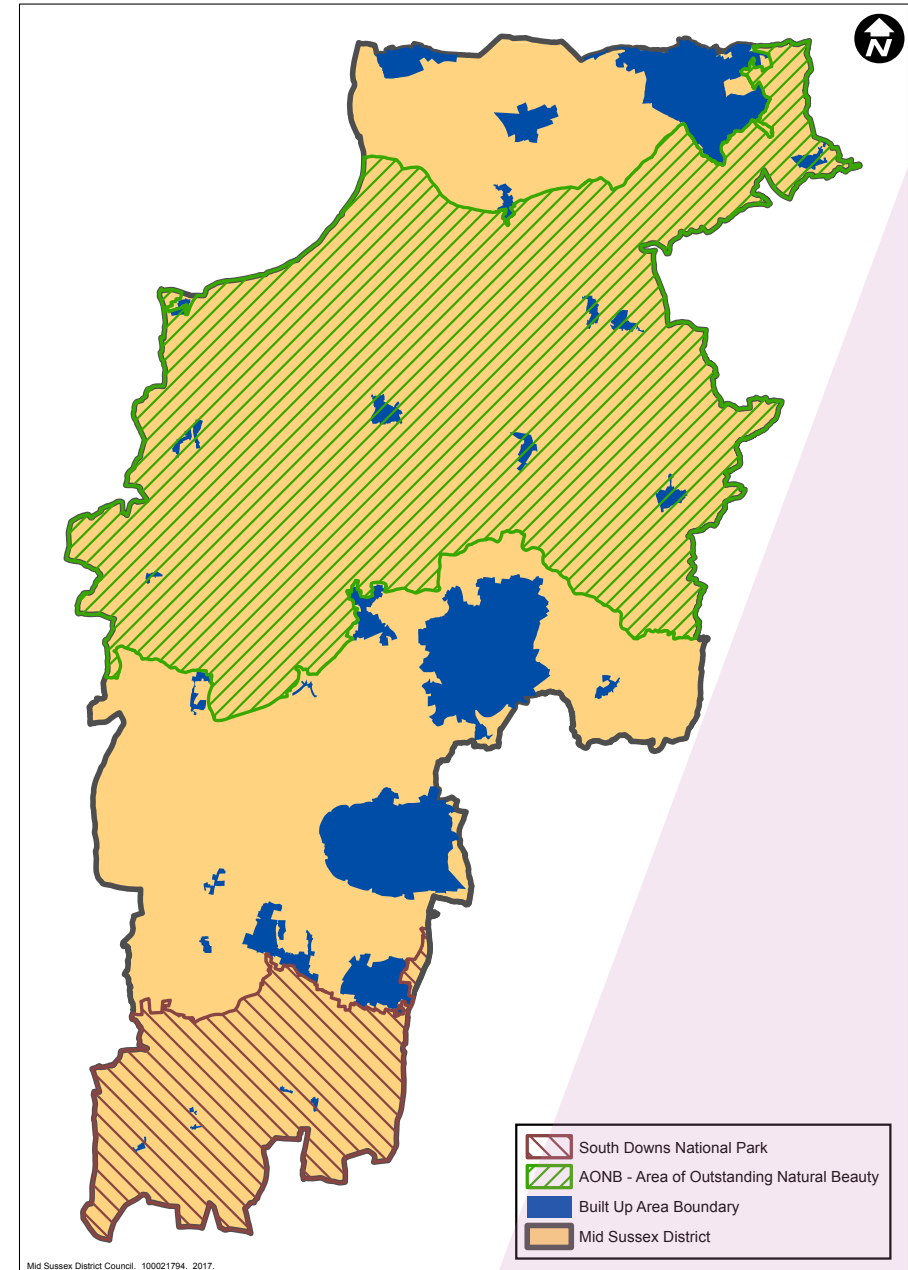 N
South Downs National Park
AONB - Area of Outstanding Natural Beauty
Built Up Area Boundary
Mid Sussex District
Mid Sussex District Council. 100021794. 2017.